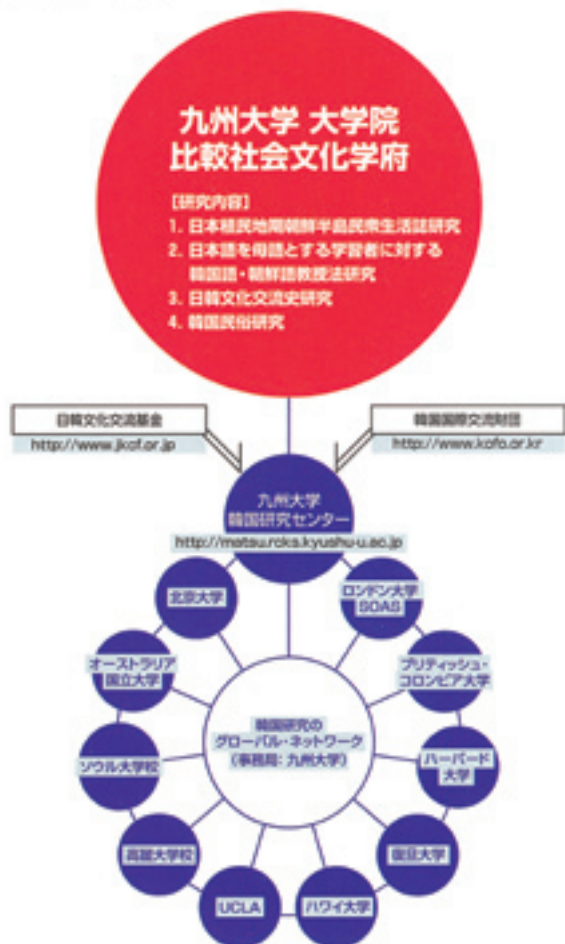 九州大学 大学院
比較社会文化学府
[研究内容]
1. 日本植民地期朝鮮半島民衆生活誌研究
2. 日本語を母語とする学習者に対する
韓国語・朝鮮語教授法研究
3. 日韓文化交流史研究
4. 韓国民俗研究
日韓文化交流基金
http://www.jkcf.or.jp
韓国国際交流財団
http://www.kofo.or.kr
九州大学
韓国研究センター
http://matsu.rcks.kyushu-u.ac.jp
北京大学
ロンドン大学
SOAS
オーストラリア
国立大学
ブリティッシュ・
コロンビア大学
韓国研究の
グローバル・ネットワーク
(事務局: 九州大学)
ソウル大学校
ハーバード
大学
高麗大学校
復旦大学
UCLA
ハワイ大学